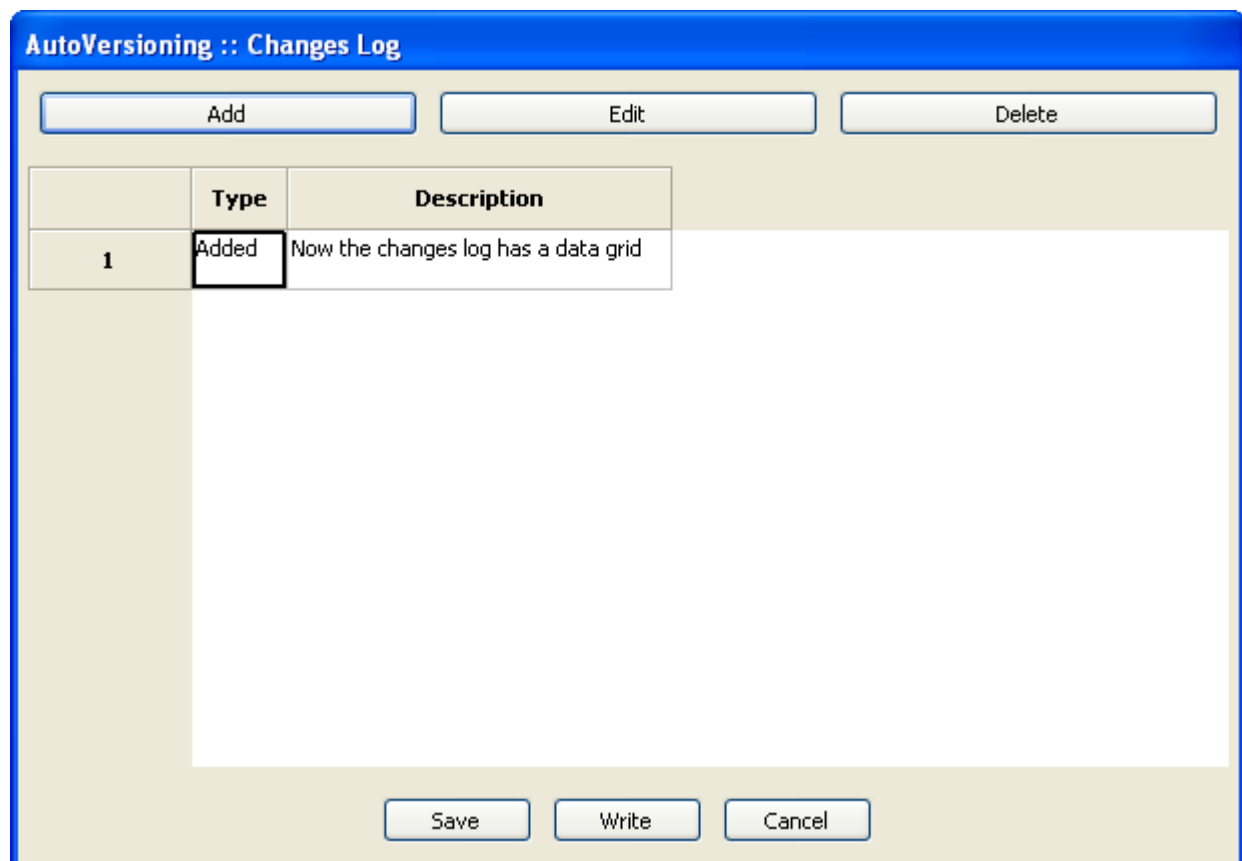 AutoVersioning :: Changes Log
Add Edit Delete
Type Description
1 Added Now the changes log has a data grid
Save Write Cancel